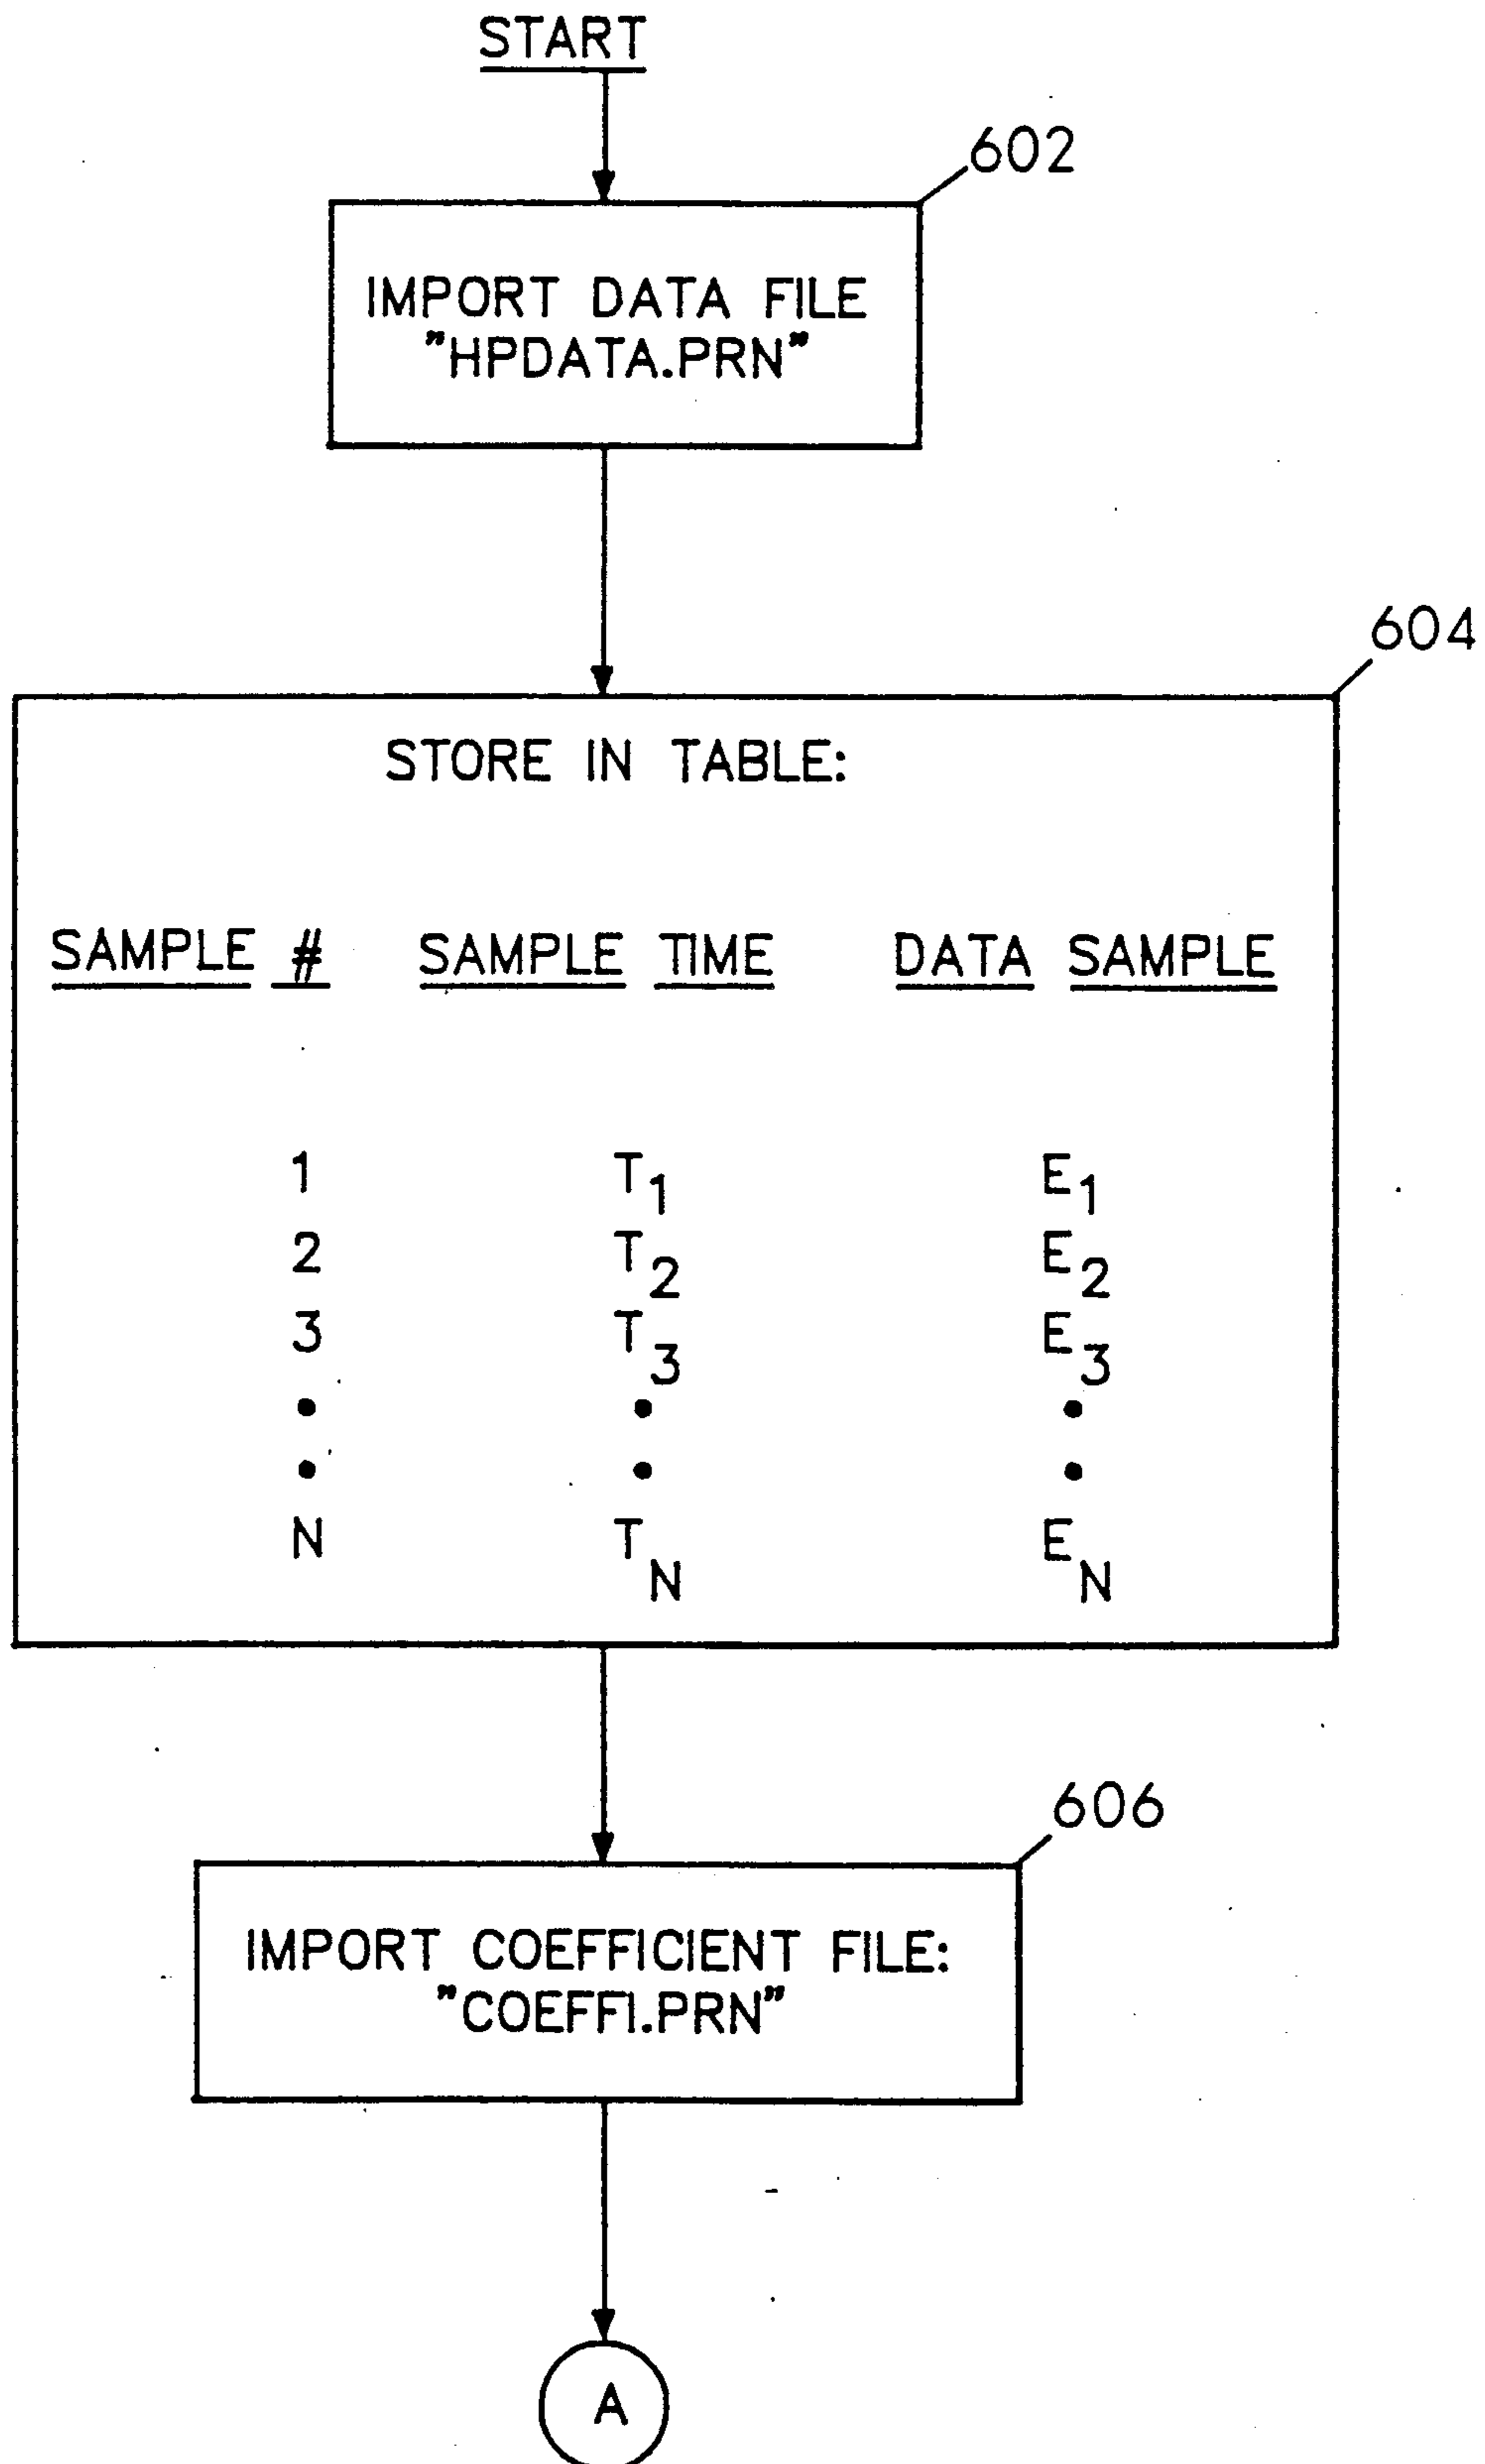 START
602
IMPORT DATA FILE
"HPDATA.PRN"
604
STORE IN TABLE:
SAMPLE # SAMPLE TIME DATA SAMPLE
1 T1 E1
2 T2 E2
3 T3 E3
• • •
• • •
N TN EN
606
IMPORT COEFFICIENT FILE:
"COEFFI.PRN"
A